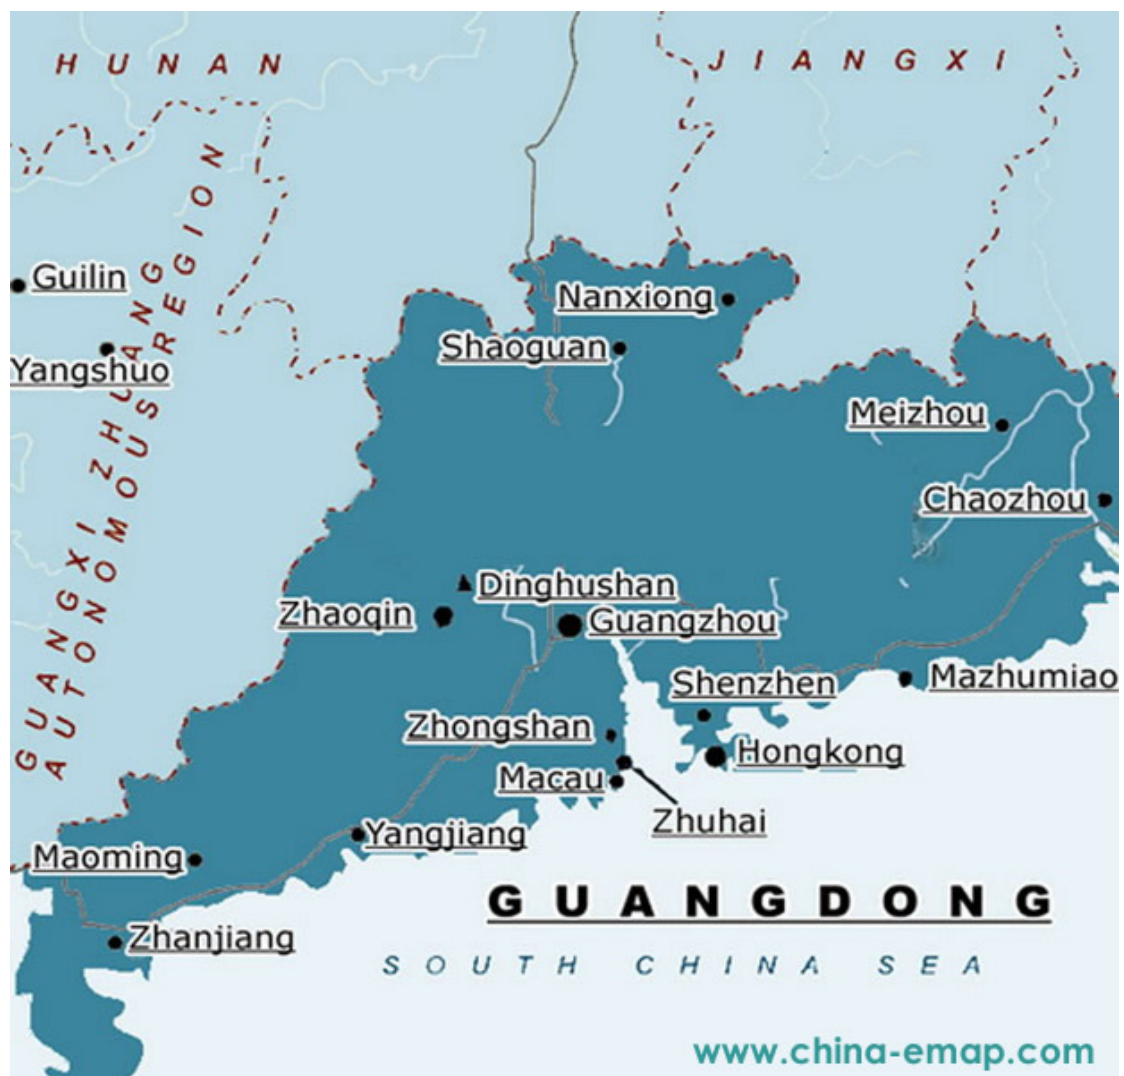 HUNAN
JIANGXI
GUANGXI ZHUANG
AUTONOMOUS REGION
Guilin
Nanxiong
Shaoguan
Yangshuo
Meizhou
Chaozhou
Dinghushan
Zhaoqin
Guangzhou
Mazhumiao
Shenzhen
Zhongshan
Hongkong
Macau
Zhuhai
Yangjiang
Maoming
GUANGDONG
Zhanjiang
SOUTH CHINA SEA
www.china-emap.com